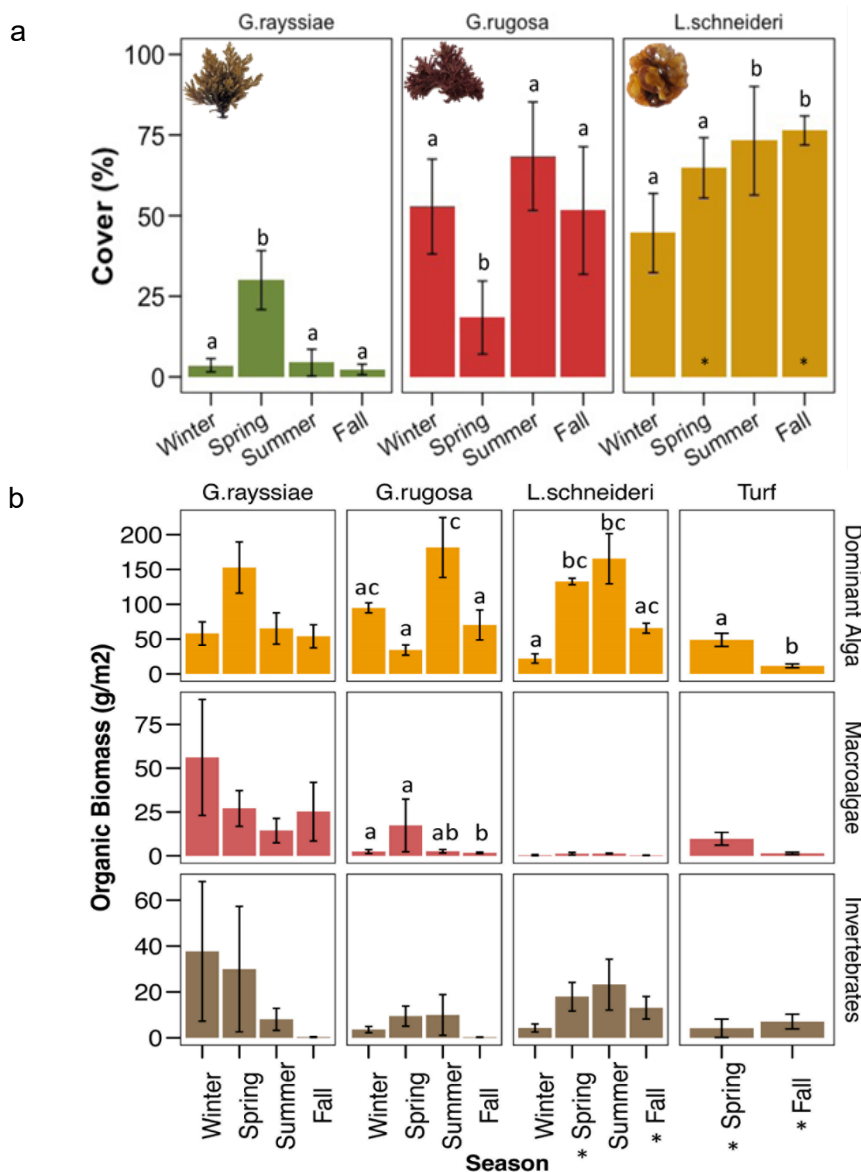 a
G.rayssiae G.rugosa L.schneideri
100
75
50
25
0
Cover (%)
a b a a
a b a a
a a b b
* *
Winter Spring Summer Fall Winter Spring Summer Fall Winter Spring Summer Fall
b
G.rayssiae G.rugosa L.schneideri Turf
Organic Biomass (g/m2)
200
150
100
50
0
ac a c a
a bc bc ac
a b
Dominant Alga
75
50
25
0
a a ab b
Macroalgae
60
40
20
0
Invertebrates
Winter Spring Summer Fall Winter Spring Summer Fall Winter * Spring Summer * Fall * Spring * Fall
Season